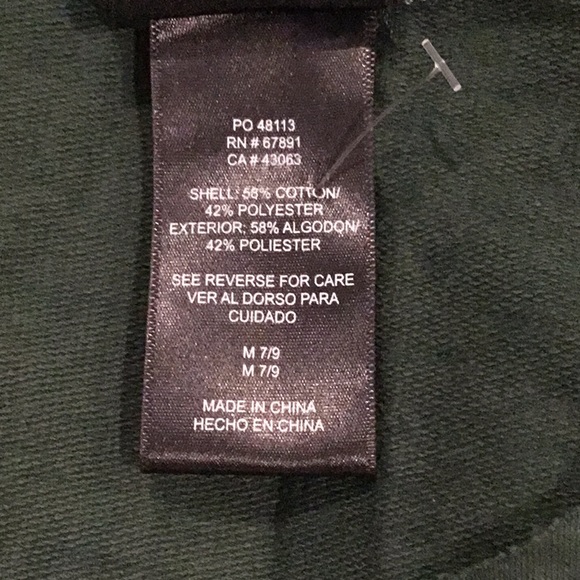 PO 48113
RN # 67891
CA # 43063
SHELL: 58% COTTON/
42% POLYESTER
EXTERIOR: 58% ALGODON/
42% POLIESTER
SEE REVERSE FOR CARE
VER AL DORSO PARA
CUIDADO
M 7/9
M 7/9
MADE IN CHINA
HECHO EN CHINA